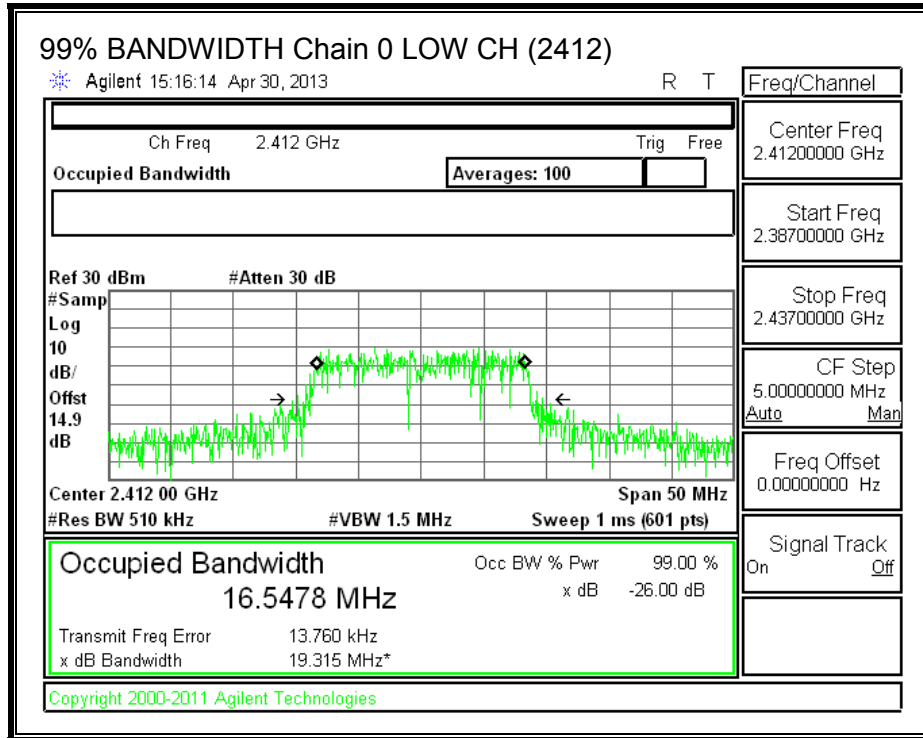 99% BANDWIDTH Chain 0 LOW CH (2412)
Agilent 15:16:14 Apr 30, 2013 R T
Ch Freq 2.412 GHz Trig Free
Occupied Bandwidth Averages: 100
Ref 30 dBm #Atten 30 dB
#Samp
Log
10
dB/
Offst
14.9
dB
Center 2.412 00 GHz Span 50 MHz
#Res BW 510 kHz #VBW 1.5 MHz Sweep 1 ms (601 pts)
Occupied Bandwidth Occ BW % Pwr 99.00 %
16.5478 MHz x dB -26.00 dB
Transmit Freq Error 13.760 kHz
x dB Bandwidth 19.315 MHz*
Copyright 2000-2011 Agilent Technologies
Freq/Channel
Center Freq
2.41200000 GHz
Start Freq
2.38700000 GHz
Stop Freq
2.43700000 GHz
CF Step
5.00000000 MHz
Auto Man
Freq Offset
0.00000000 Hz
Signal Track
On Off